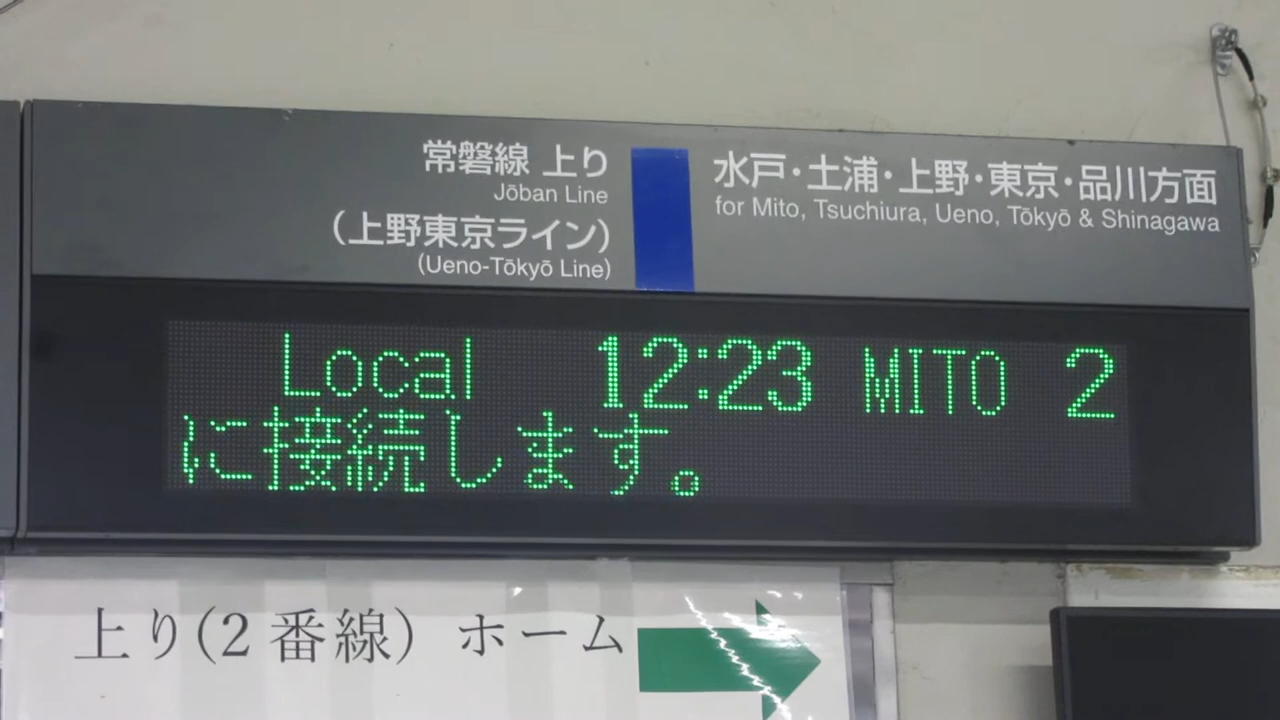 常磐線 上り
Jōban Line
(上野東京ライン)
(Ueno-Tōkyō Line)
水戸・土浦・上野・東京・品川方面
for Mito, Tsuchiura, Ueno, Tōkyō & Shinagawa
Local 12:23 MITO 2
に接続します。
上り(2番線) ホーム